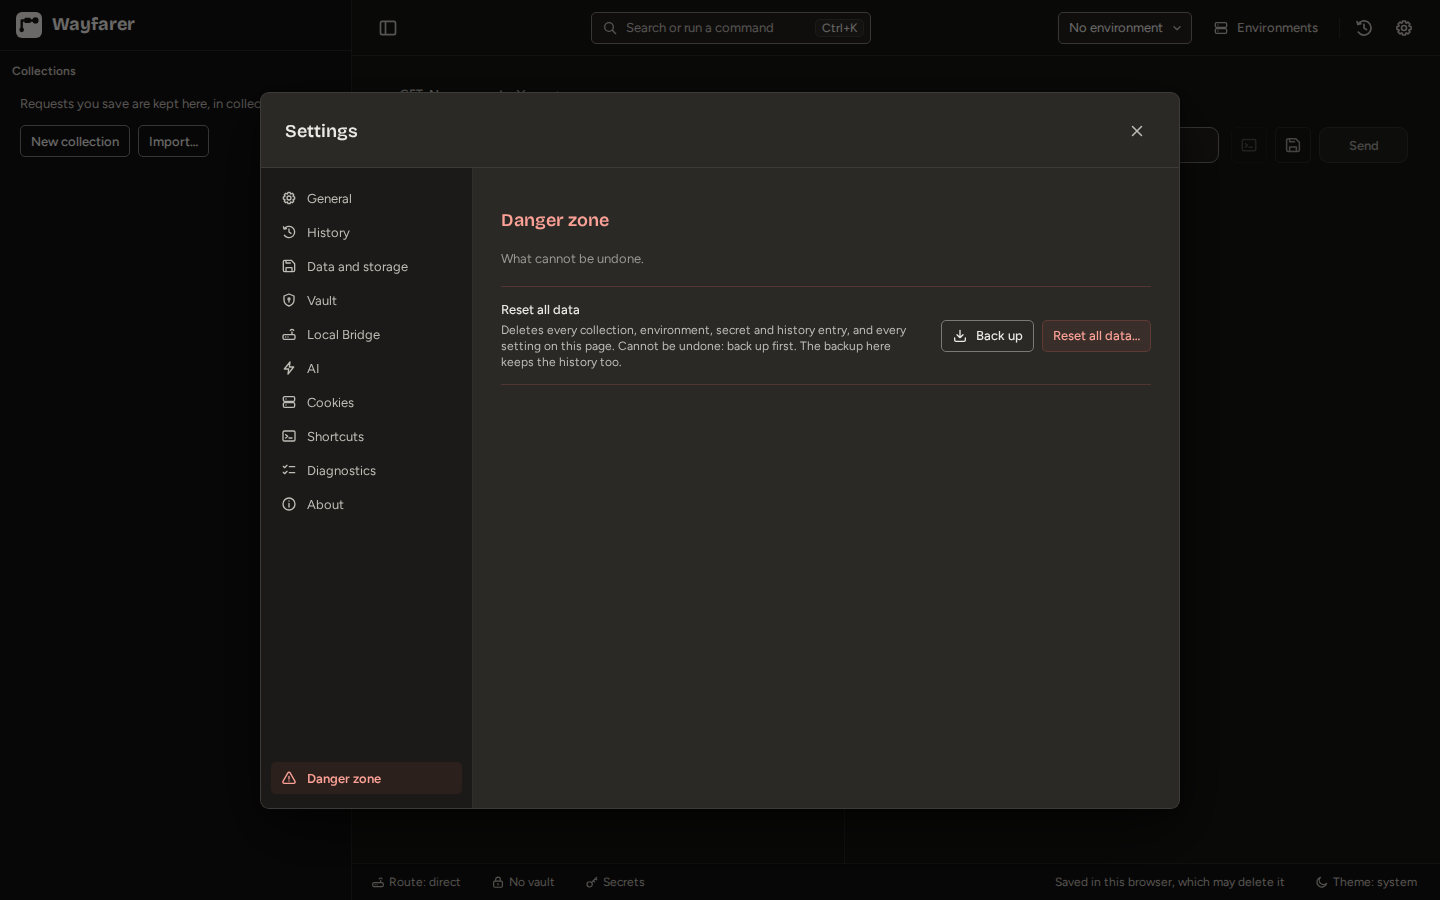 Wayfarer
Search or run a command
Ctrl+K
No environment
Environments
Collections
Requests you save are kept here, in collec
New collection
Import...
Send
Settings
General
History
Data and storage
Vault
Local Bridge
AI
Cookies
Shortcuts
Diagnostics
About
Danger zone
Danger zone
What cannot be undone.
Reset all data
Deletes every collection, environment, secret and history entry, and every
setting on this page. Cannot be undone: back up first. The backup here
keeps the history too.
Back up
Reset all data...
Route: direct
No vault
Secrets
Saved in this browser, which may delete it
Theme: system